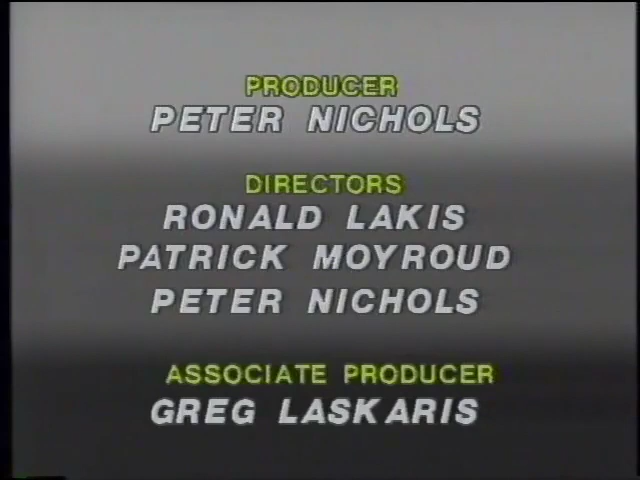 PRODUCER
PETER NICHOLS
DIRECTORS
RONALD LAKIS
PATRICK MOYROUD
PETER NICHOLS
ASSOCIATE PRODUCER
GREG LASKARIS